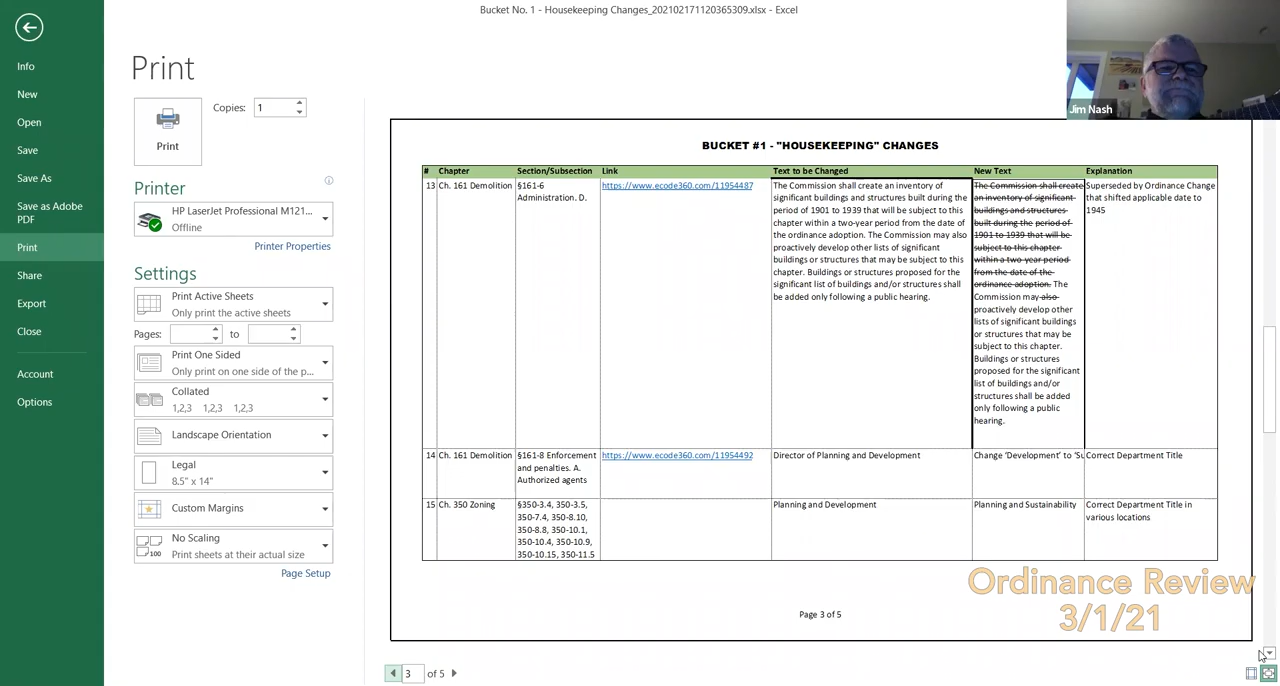 Bucket No. 1 - Housekeeping Changes_202102171120365309.xlsx - Excel
Info
New
Open
Save
Save As
Save as Adobe
PDF
Print
Share
Export
Close
Account
Options
Print
Print
Copies: 1
Printer
HP LaserJet Professional M121...
Offline
Printer Properties
Settings
Print Active Sheets
Only print the active sheets
Pages: to
Print One Sided
Only print on one side of the p...
Collated
1,2,3 1,2,3 1,2,3
Landscape Orientation
Legal
8.5" x 14"
Custom Margins
No Scaling
Print sheets at their actual size
100
Page Setup
Jim Nash
BUCKET #1 - "HOUSEKEEPING" CHANGES
# Chapter Section/Subsection Link Text to be Changed New Text Explanation
13 Ch. 161 Demolition
§161-6
Administration. D.
https://www.ecode360.com/11954487
The Commission shall create an inventory of
significant buildings and structures built during the
period of 1901 to 1939 that will be subject to this
chapter within a two-year period from the date of
the ordinance adoption. The Commission may also
proactively develop other lists of significant
buildings or structures that may be subject to this
chapter. Buildings or structures proposed for the
significant list of buildings and/or structures shall
be added only following a public hearing.
The Commission shall create
an inventory of significant
buildings and structures
built during the period of
1901 to 1939 that will be
subject to this chapter
within a two-year period
from the date of the
ordinance adoption. The
Commission may also
proactively develop other
lists of significant buildings
or structures that may be
subject to this chapter.
Buildings or structures
proposed for the significant
list of buildings and/or
structures shall be added
only following a public
hearing.
Superseded by Ordinance Change
that shifted applicable date to
1945
14 Ch. 161 Demolition
§161-8 Enforcement
and penalties. A.
Authorized agents
https://www.ecode360.com/11954492
Director of Planning and Development
Change 'Development' to 'Su
Correct Department Title
15 Ch. 350 Zoning
§350-3.4, 350-3.5,
350-7.4, 350-8.10,
350-8.8, 350-10.1,
350-10.4, 350-10.9,
350-10.15, 350-11.5
Planning and Development
Planning and Sustainability
Correct Department Title in
various locations
Ordinance Review
3/1/21
Page 3 of 5
3 of 5